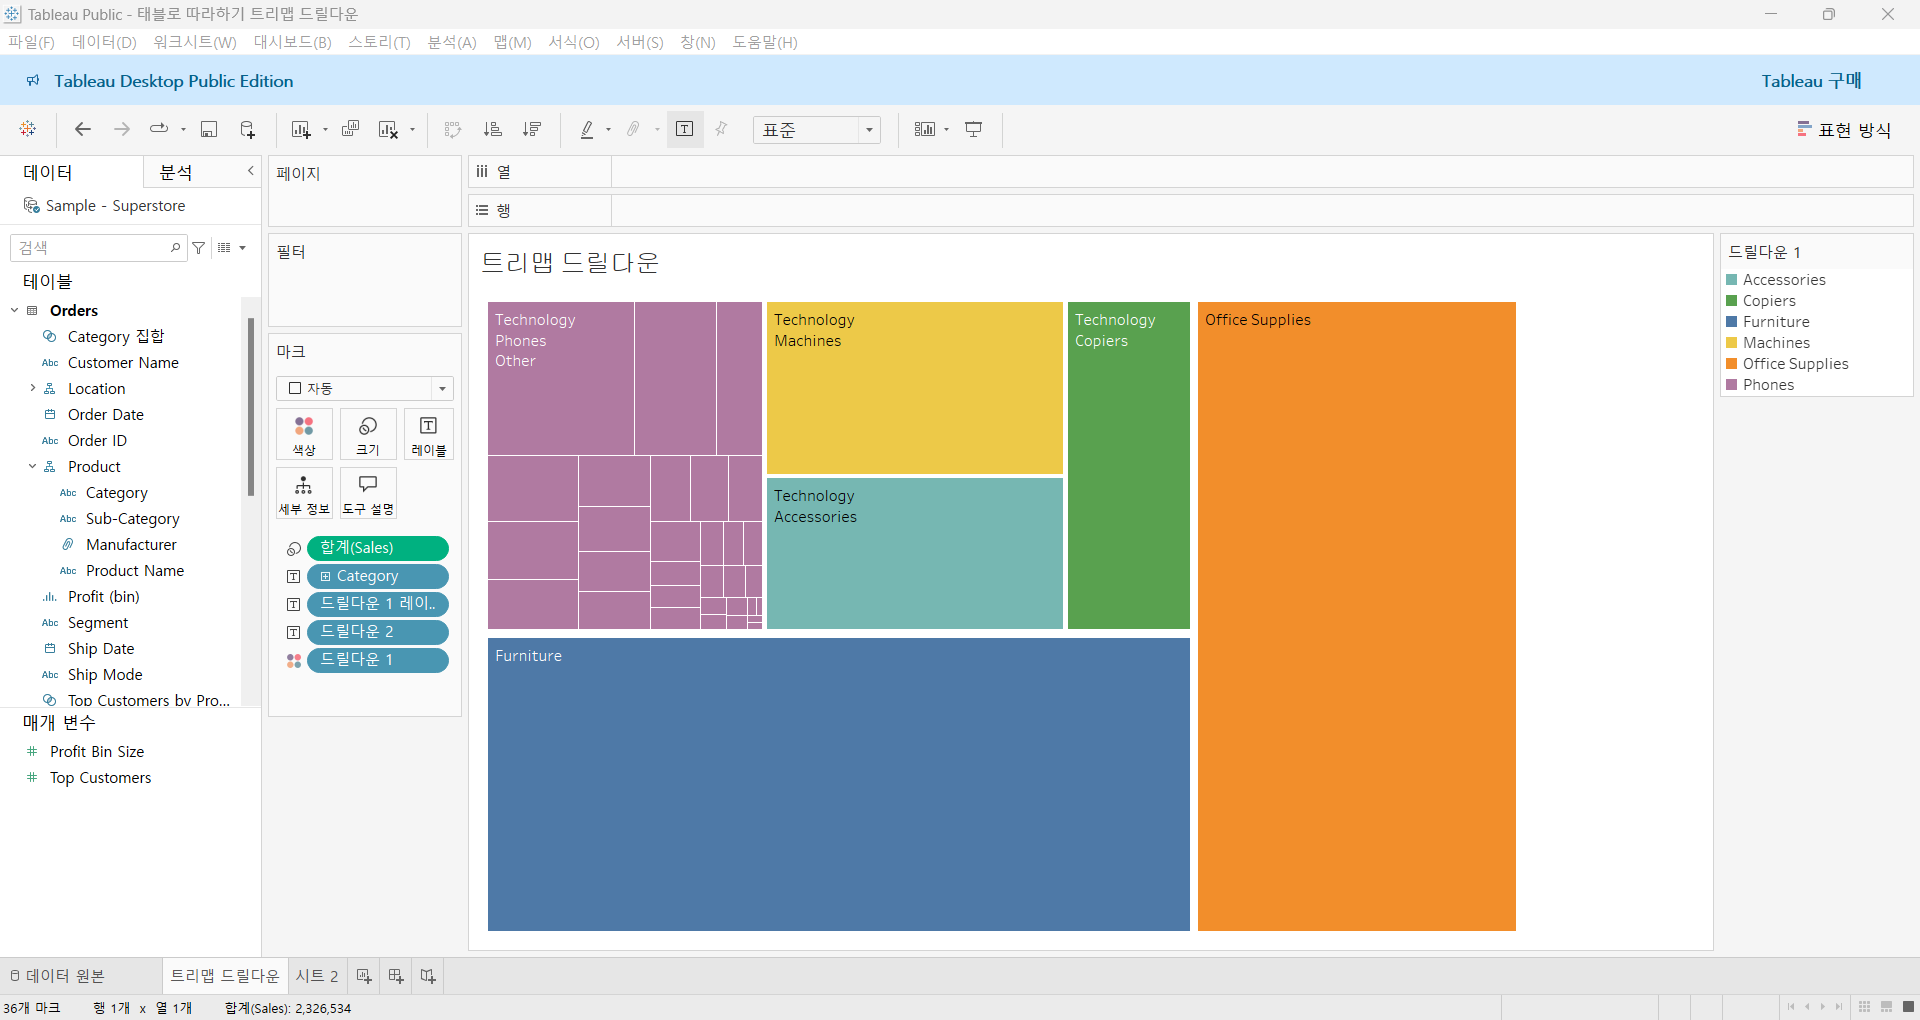 Tableau Public - 태블로 따라하기 트리맵 드릴다운
파일(F) 데이터(D) 워크시트(W) 대시보드(B) 스토리(T) 분석(A) 맵(M) 서식(O) 서버(S) 창(N) 도움말(H)
Tableau Desktop Public Edition
Tableau 구매
T
표준
표현 방식
데이터
분석
Sample - Superstore
검색
테이블
Orders
Category 집합
Abc Customer Name
Location
Order Date
Abc Order ID
Product
Abc Category
Abc Sub-Category
Manufacturer
Abc Product Name
Profit (bin)
Abc Segment
Ship Date
Abc Ship Mode
Top Customers by Pro...
매개 변수
# Profit Bin Size
# Top Customers
페이지
필터
마크
자동
색상
크기
T
레이블
세부 정보
도구 설명
합계(Sales)
T Category
T 드릴다운 1 레이..
T 드릴다운 2
드릴다운 1
열
행
트리맵 드릴다운
Technology
Phones
Other
Technology
Machines
Technology
Copiers
Technology
Accessories
Office Supplies
Furniture
드릴다운 1
Accessories
Copiers
Furniture
Machines
Office Supplies
Phones
데이터 원본
트리맵 드릴다운
시트 2
36개 마크 행 1개 x 열 1개 합계(Sales): 2,326,534